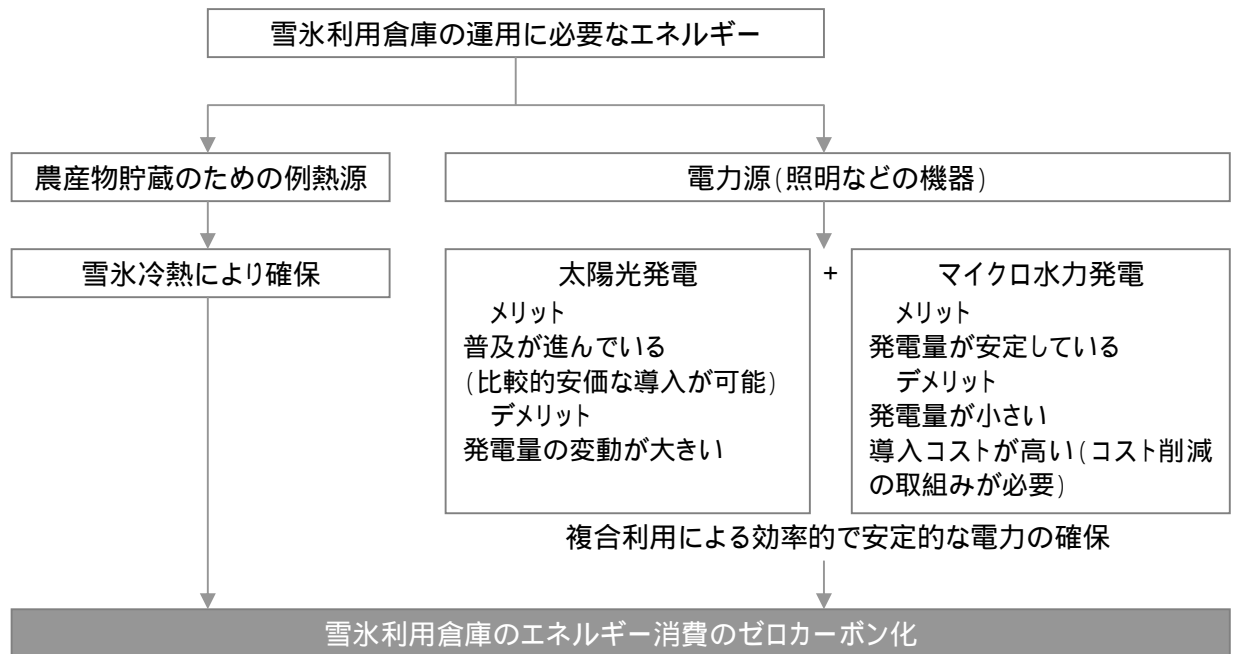 雪氷利用倉庫の運用に必要なエネルギー
農産物貯蔵のための例熱源
電力源(照明などの機器)
雪氷冷熱により確保
太陽光発電
メリット
普及が進んでいる
(比較的安価な導入が可能)
デメリット
発電量の変動が大きい
+
マイクロ水力発電
メリット
発電量が安定している
デメリット
発電量が小さい
導入コストが高い(コスト削減
の取組みが必要)
複合利用による効率的で安定的な電力の確保
雪氷利用倉庫のエネルギー消費のゼロカーボン化